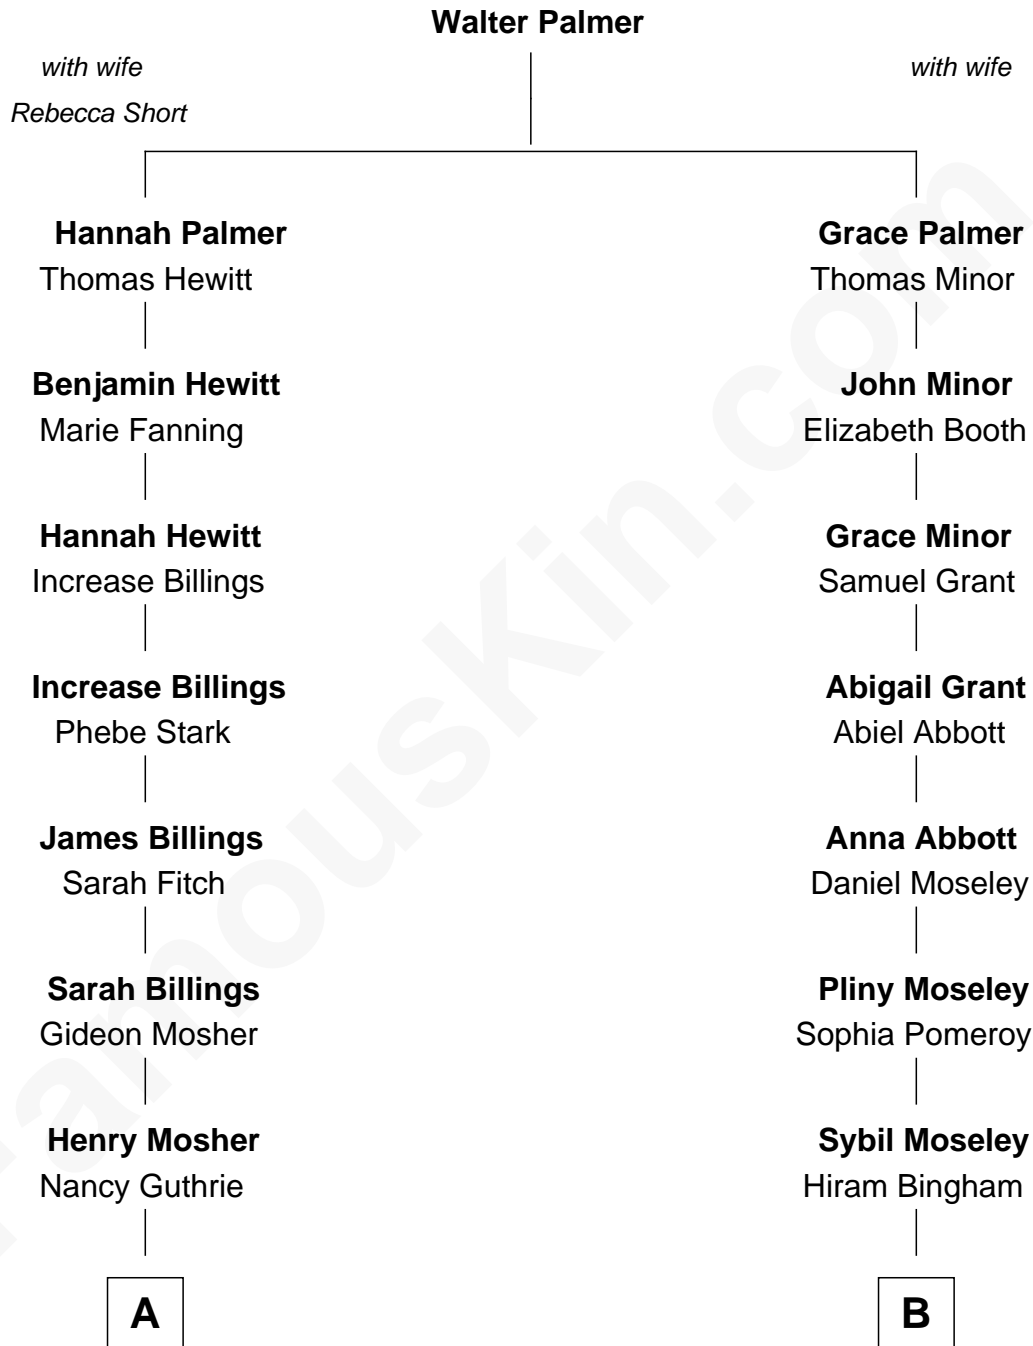 Walter Palmer
with wife
with wife
Rebecca Short
Hannah Palmer
Grace Palmer
Thomas Hewitt
Thomas Minor
Benjamin Hewitt
John Minor
Marie Fanning
Elizabeth Booth
Hannah Hewitt
Grace Minor
Increase Billings
Samuel Grant
Increase Billings
Abigail Grant
Phebe Stark
Abiel Abbott
James Billings
Anna Abbott
Sarah Fitch
Daniel Moseley
Sarah Billings
Pliny Moseley
Gideon Mosher
Sophia Pomeroy
Henry Mosher
Sybil Moseley
Nancy Guthrie
Hiram Bingham
A
B
FamousKin.com